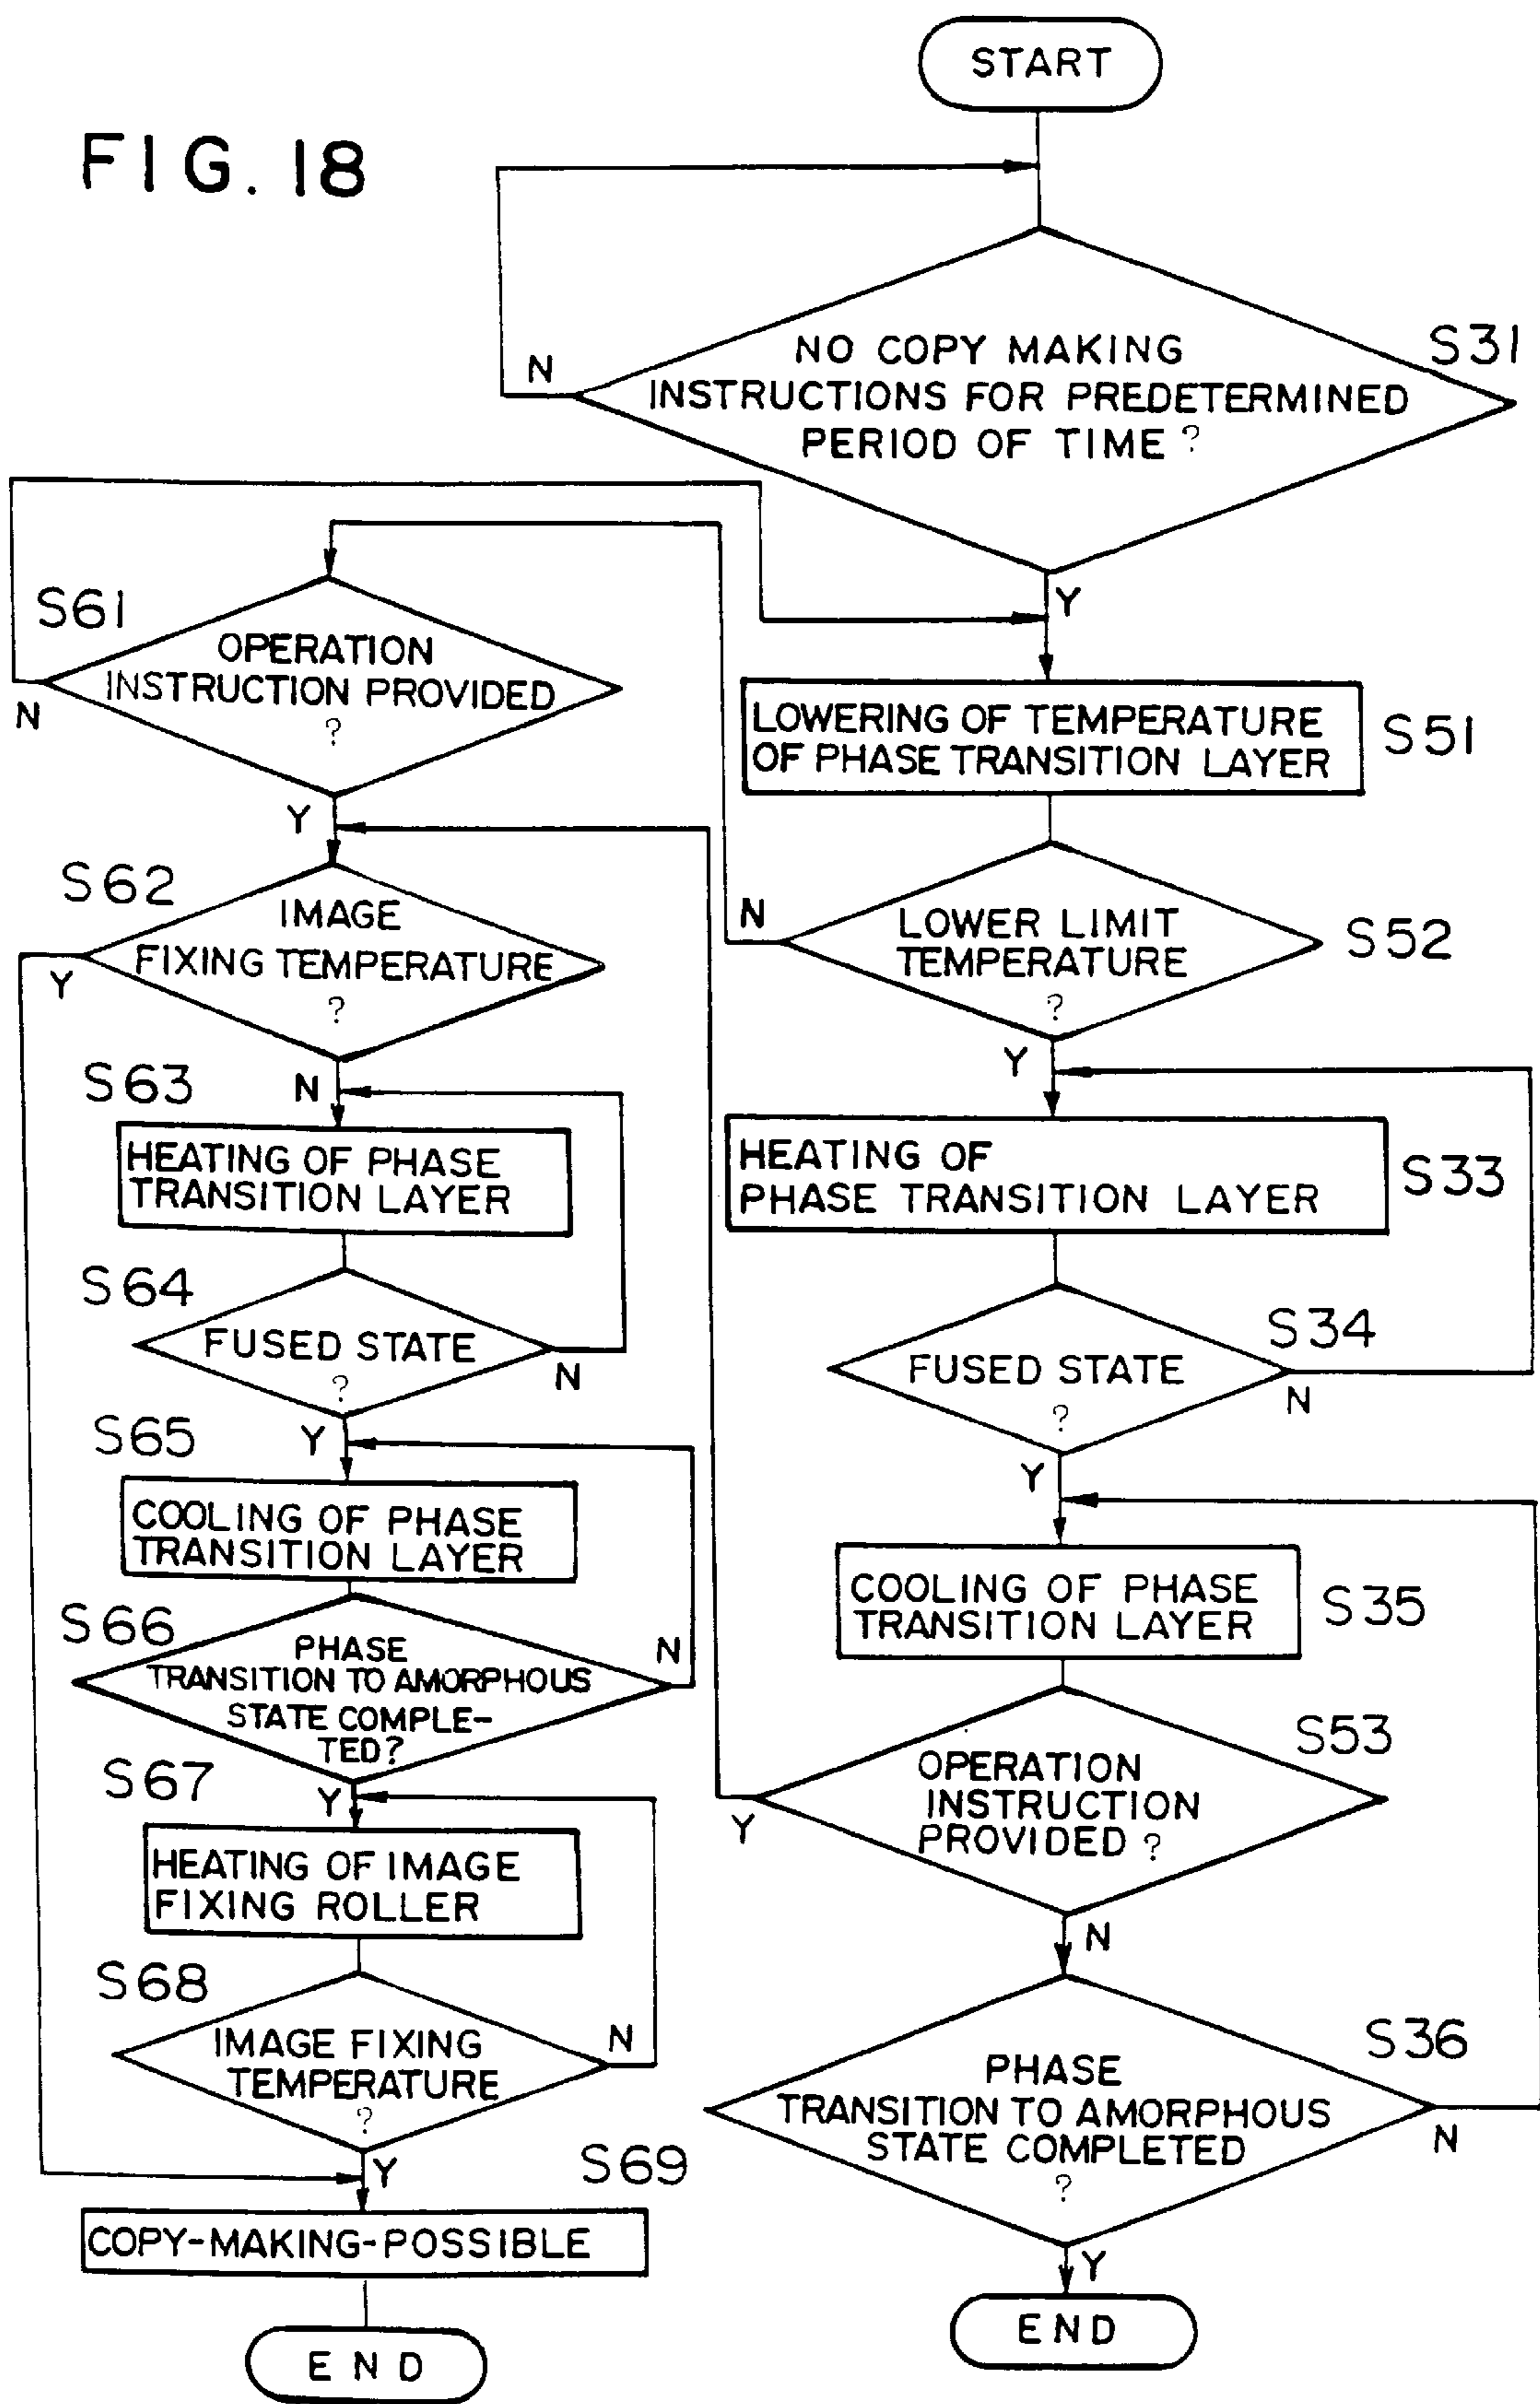 FIG. 18
START
NO COPY MAKING
INSTRUCTIONS FOR PREDETERMINED
PERIOD OF TIME ?
S31
N
Y
LOWERING OF TEMPERATURE
OF PHASE TRANSITION LAYER
S51
LOWER LIMIT
TEMPERATURE
?
S52
N
Y
HEATING OF
PHASE TRANSITION LAYER
S33
FUSED STATE
?
S34
N
Y
COOLING OF PHASE
TRANSITION LAYER
S35
OPERATION
INSTRUCTION
PROVIDED ?
S53
Y
N
PHASE
TRANSITION TO AMORPHOUS
STATE COMPLETED
?
S36
N
Y
END
S61
OPERATION
INSTRUCTION PROVIDED
?
N
Y
S62
IMAGE
FIXING TEMPERATURE
?
Y
N
S63
HEATING OF PHASE
TRANSITION LAYER
S64
FUSED STATE
?
N
Y
S65
COOLING OF PHASE
TRANSITION LAYER
S66
PHASE
TRANSITION TO AMORPHOUS
STATE COMPLE-
TED?
N
Y
S67
HEATING OF IMAGE
FIXING ROLLER
S68
IMAGE FIXING
TEMPERATURE
?
N
Y
S69
COPY-MAKING-POSSIBLE
END